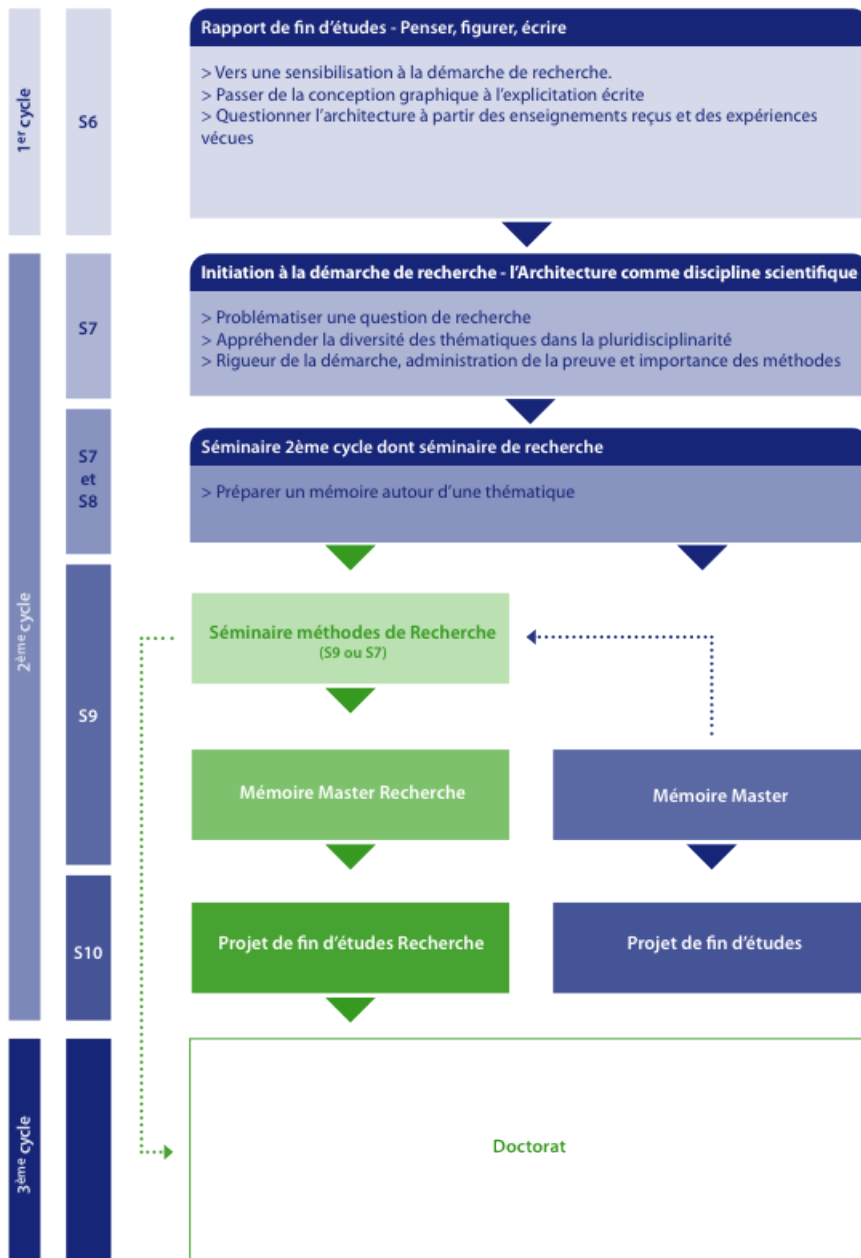 1er cycle
S6
Rapport de fin d'études - Penser, figurer, écrire
> Vers une sensibilisation à la démarche de recherche.
> Passer de la conception graphique à l'explicitation écrite
> Questionner l'architecture à partir des enseignements reçus et des expériences
vécues
2ème cycle
S7
Initiation à la démarche de recherche - l'Architecture comme discipline scientifique
> Problématiser une question de recherche
> Appréhender la diversité des thématiques dans la pluridisciplinarité
> Rigueur de la démarche, administration de la preuve et importance des méthodes
S7
et
S8
Séminaire 2ème cycle dont séminaire de recherche
> Préparer un mémoire autour d'une thématique
S9
Séminaire méthodes de Recherche
(S9 ou S7)
Mémoire Master Recherche
Mémoire Master
S10
Projet de fin d'études Recherche
Projet de fin d'études
3ème cycle
Doctorat